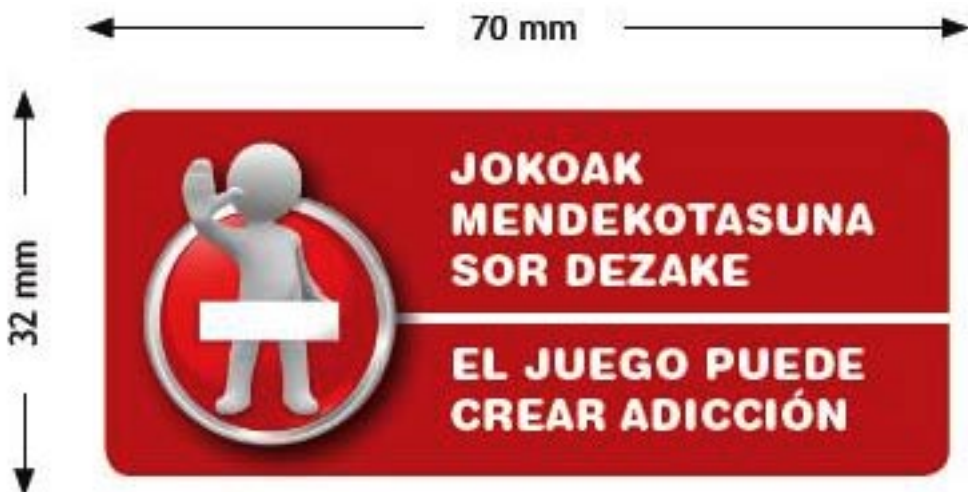 70 mm
32 mm
JOKOAK
MENDEKOTASUNA
SOR DEZAKE
EL JUEGO PUEDE
CREAR ADICCIÓN